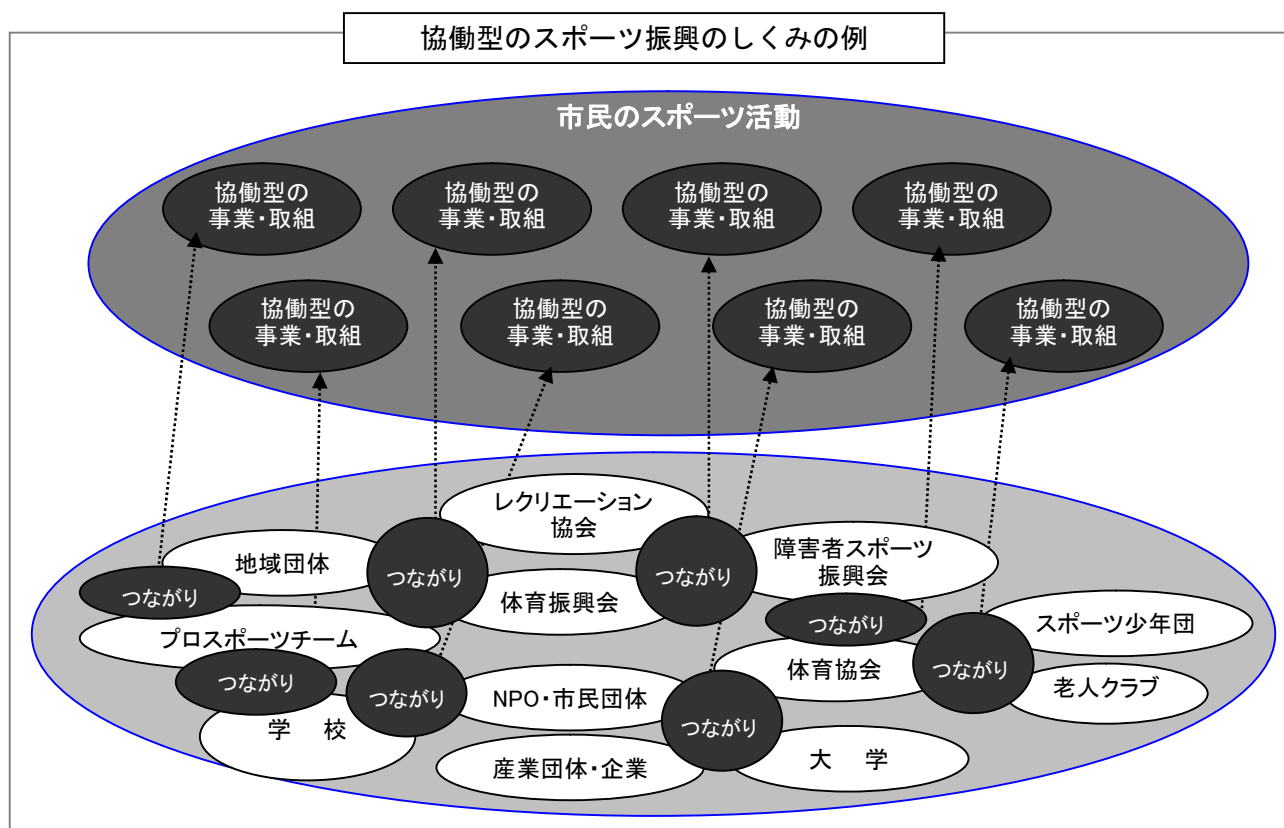 協働型のスポーツ振興のしくみの例
市民のスポーツ活動
協働型の
事業・取組
協働型の
事業・取組
協働型の
事業・取組
協働型の
事業・取組
協働型の
事業・取組
協働型の
事業・取組
協働型の
事業・取組
協働型の
事業・取組
レクリエーション
協会
地域団体
つながり
つながり
障害者スポーツ
振興会
つながり
体育振興会
プロスポーツチーム
つながり
スポーツ少年団
つながり
つながり
つながり
体育協会
老人クラブ
NPO・市民団体
学 校
つながり
産業団体・企業
大 学